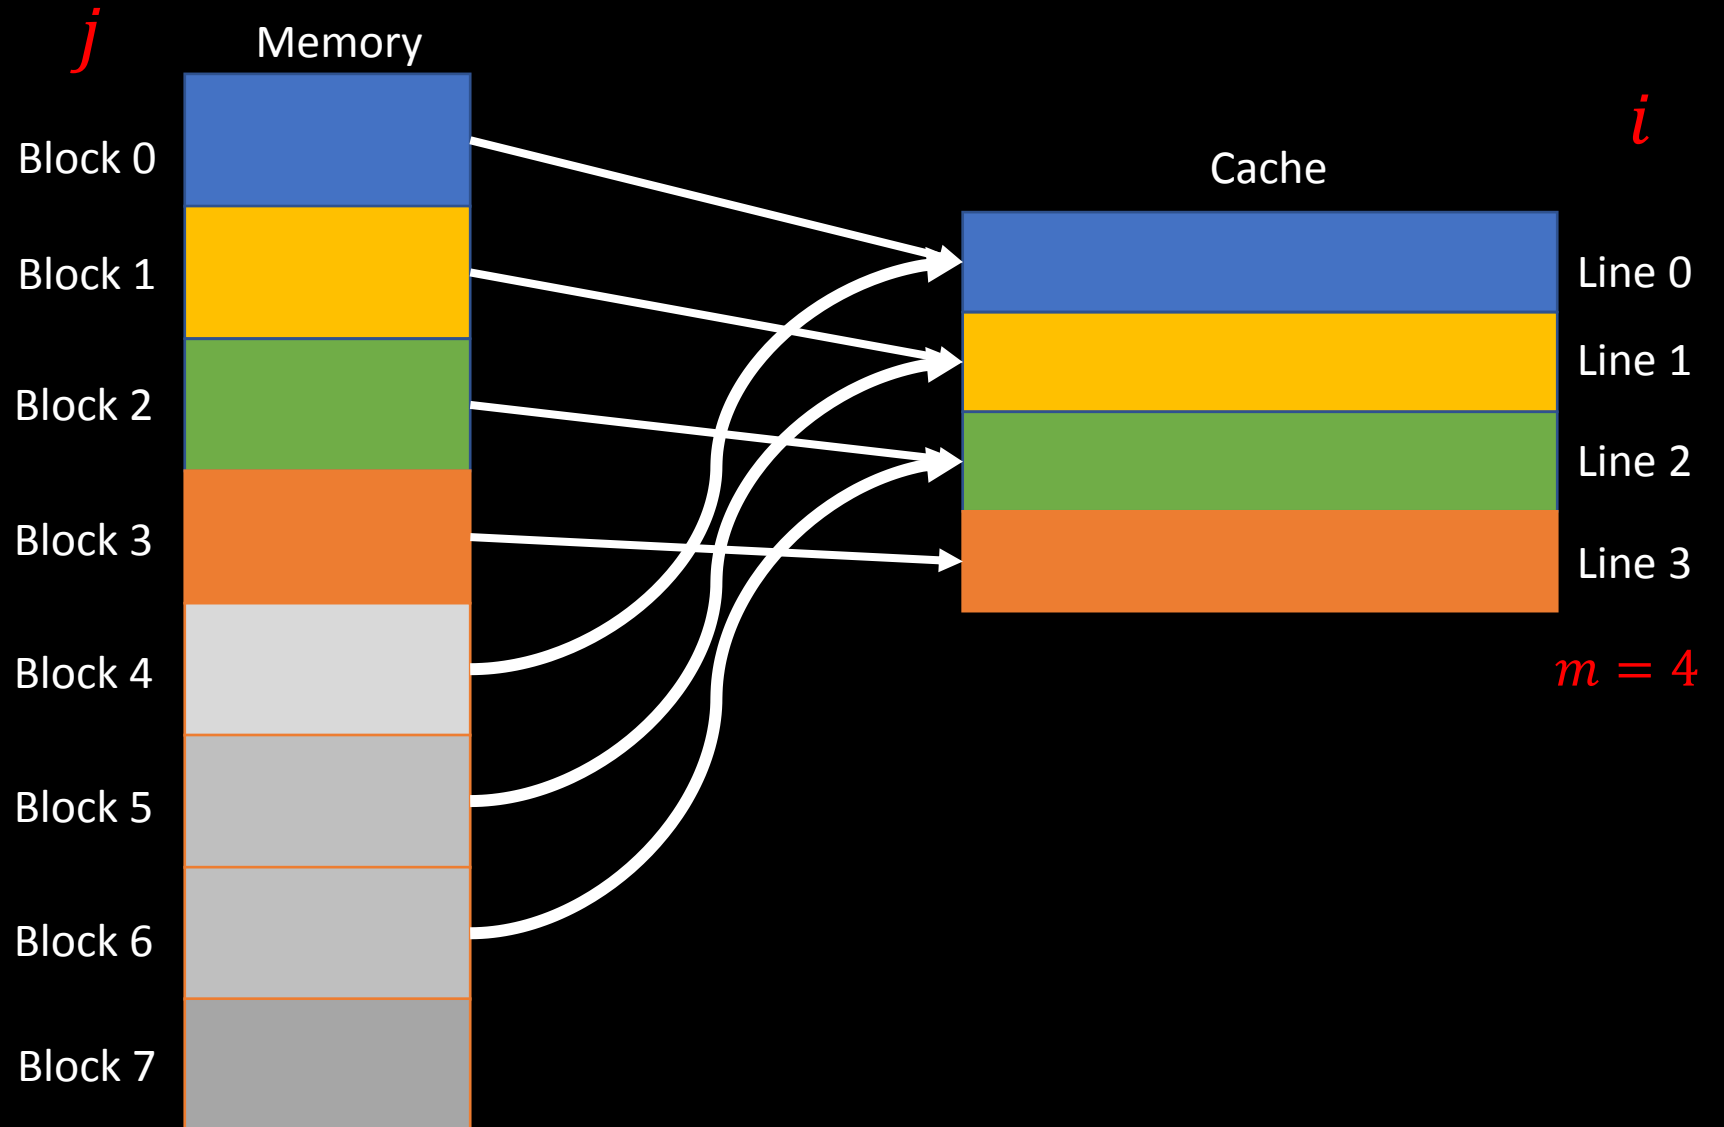 j
Memory
Block 0
Block 1
Block 2
Block 3
Block 4
Block 5
Block 6
Block 7
i
Cache
Line 0
Line 1
Line 2
Line 3
m = 4